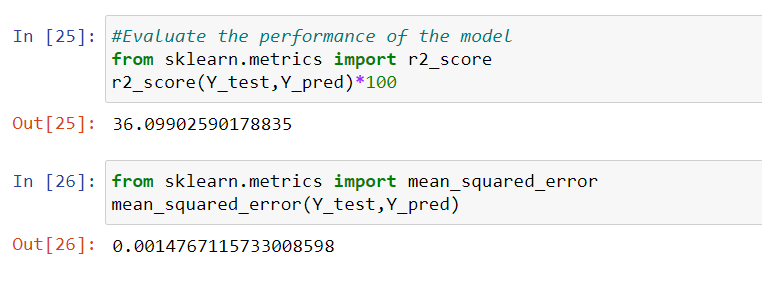 In [25]: #Evaluate the performance of the model
from sklearn.metrics import r2_score
r2_score(Y_test,Y_pred)*100
Out[25]: 36.09902590178835
In [26]: from sklearn.metrics import mean_squared_error
mean_squared_error(Y_test,Y_pred)
Out[26]: 0.0014767115733008598